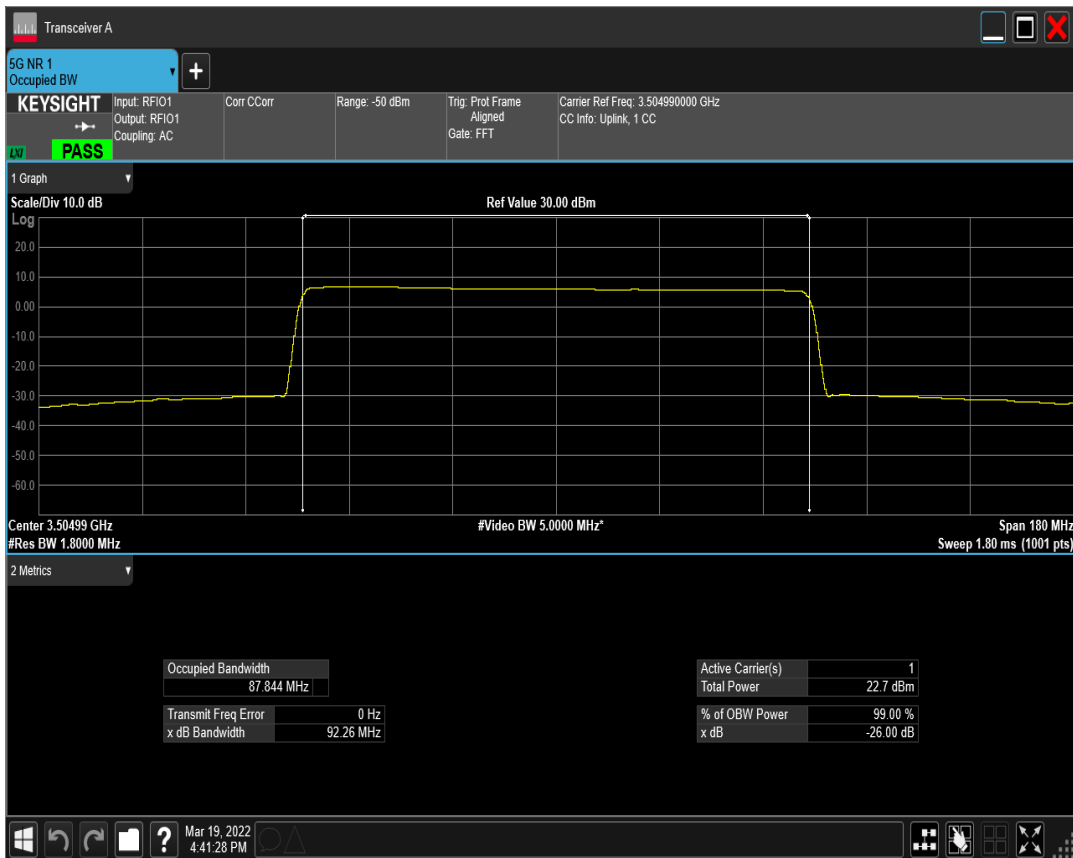 Transceiver A
5G NR 1
Occupied BW
+
KEYSIGHT
LXI
PASS
Input: RFIO1
Output: RFIO1
Coupling: AC
Corr CCorr
Range: -50 dBm
Trig: Prot Frame
Aligned
Gate: FFT
Carrier Ref Freq: 3.504990000 GHz
CC Info: Uplink, 1 CC
1 Graph
Scale/Div 10.0 dB
Ref Value 30.00 dBm
Log
20.0
10.0
0.00
-10.0
-20.0
-30.0
-40.0
-50.0
-60.0
Center 3.50499 GHz
#Video BW 5.0000 MHz*
Span 180 MHz
#Res BW 1.8000 MHz
Sweep 1.80 ms (1001 pts)
2 Metrics
Occupied Bandwidth
87.844 MHz
Transmit Freq Error 0 Hz
x dB Bandwidth 92.26 MHz
Active Carrier(s) 1
Total Power 22.7 dBm
% of OBW Power 99.00 %
x dB -26.00 dB
?
Mar 19, 2022
4:41:28 PM